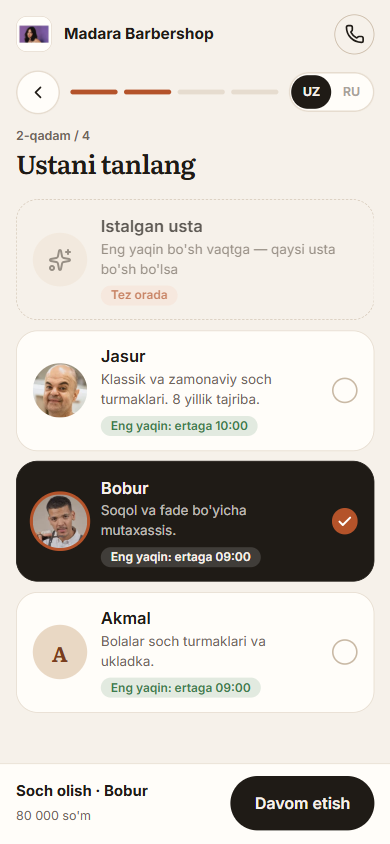 Madara Barbershop
UZ
RU
2-qadam / 4
Ustani tanlang
Istalgan usta
Eng yaqin bo'sh vaqtga — qaysi usta
bo'sh bo'lsa
Tez orada
Jasur
Klassik va zamonaviy soch
turmaklari. 8 yillik tajriba.
Eng yaqin: ertaga 10:00
Bobur
Soqol va fade bo'yicha
mutaxassis.
Eng yaqin: ertaga 09:00
A
Akmal
Bolalar soch turmaklari va
ukladka.
Eng yaqin: ertaga 09:00
Soch olish · Bobur
80 000 so'm
Davom etish